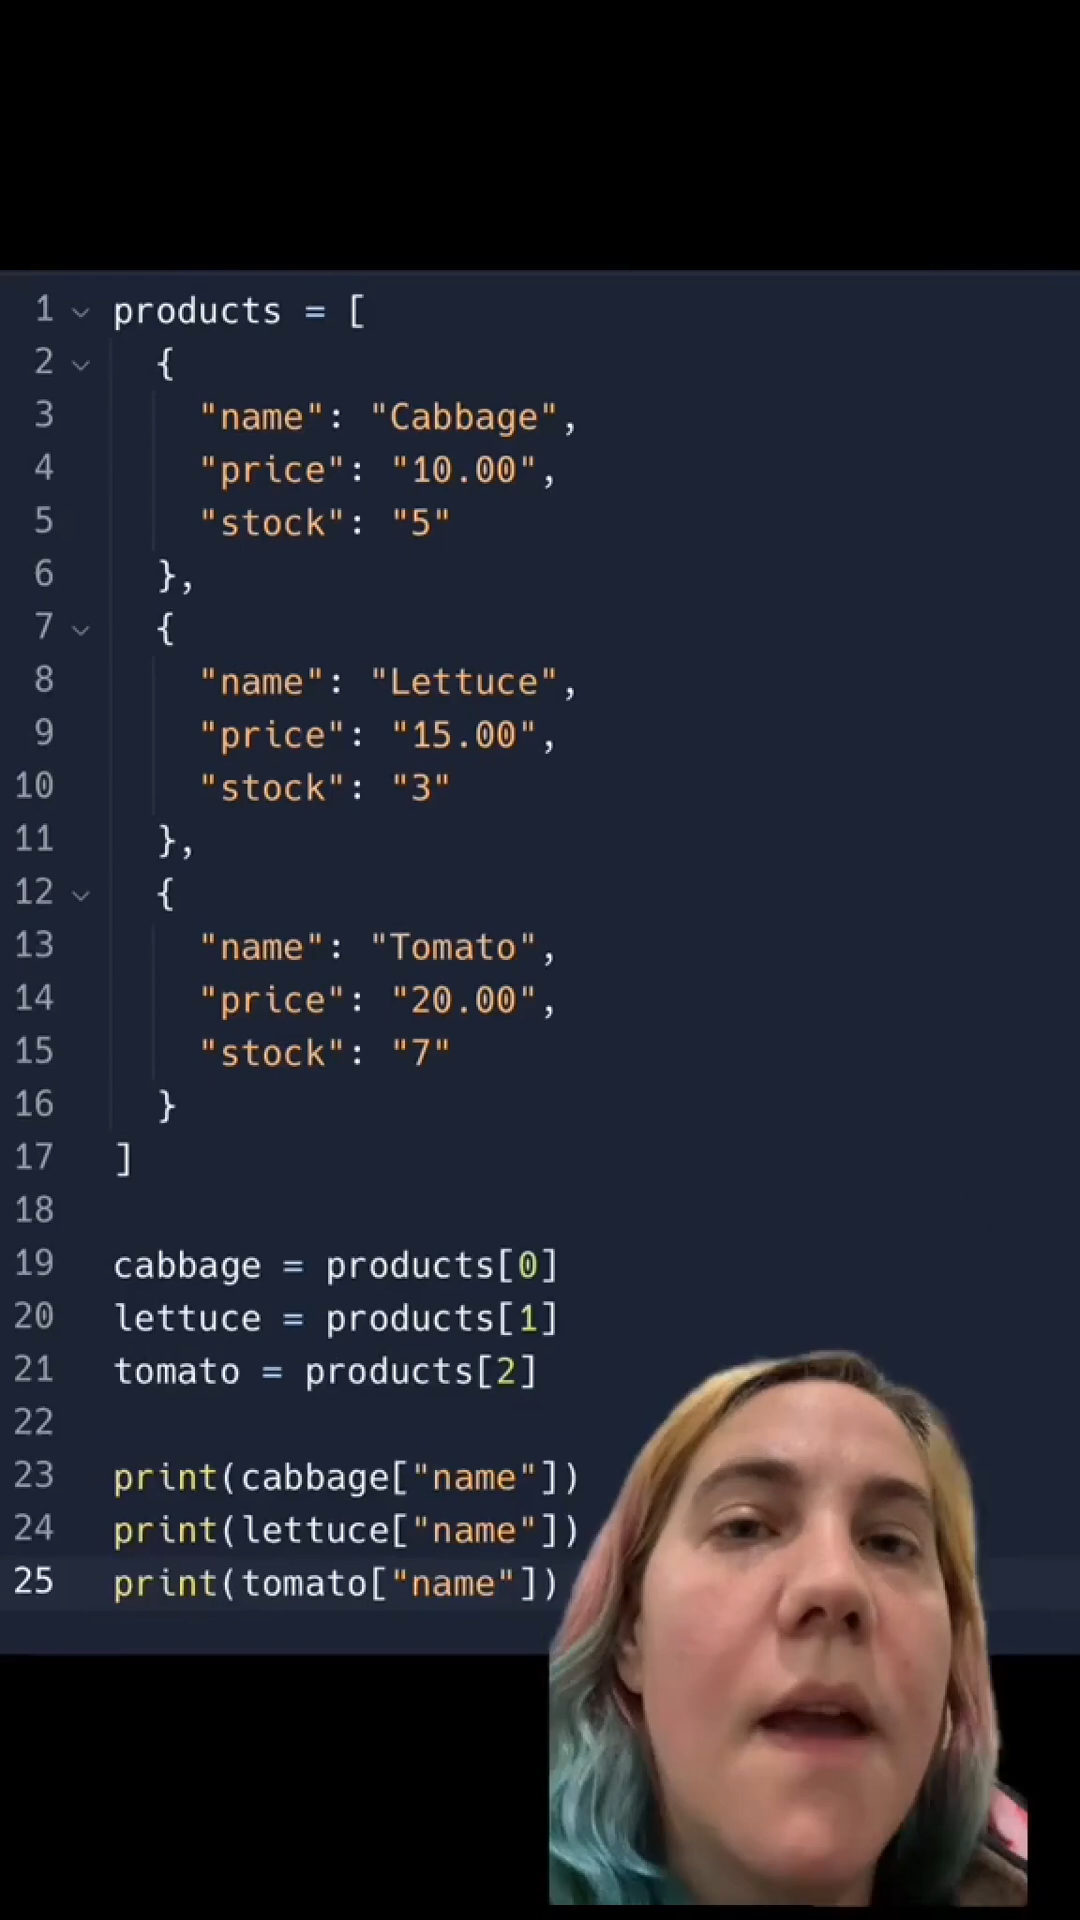 1 products = [
2 {
3 "name": "Cabbage",
4 "price": "10.00",
5 "stock": "5"
6 },
7 {
8 "name": "Lettuce",
9 "price": "15.00",
10 "stock": "3"
11 },
12 {
13 "name": "Tomato",
14 "price": "20.00",
15 "stock": "7"
16 }
17 ]
18
19 cabbage = products[0]
20 lettuce = products[1]
21 tomato = products[2]
22
23 print(cabbage["name"])
24 print(lettuce["name"])
25 print(tomato["name"])